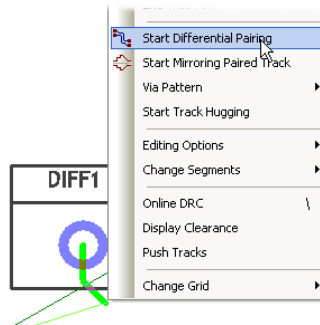 Start Differential Pairing
Start Mirroring Paired Track
Via Pattern
Start Track Hugging
Editing Options
Change Segments
Online DRC \
Display Clearance
Push Tracks
Change Grid
DIFF1